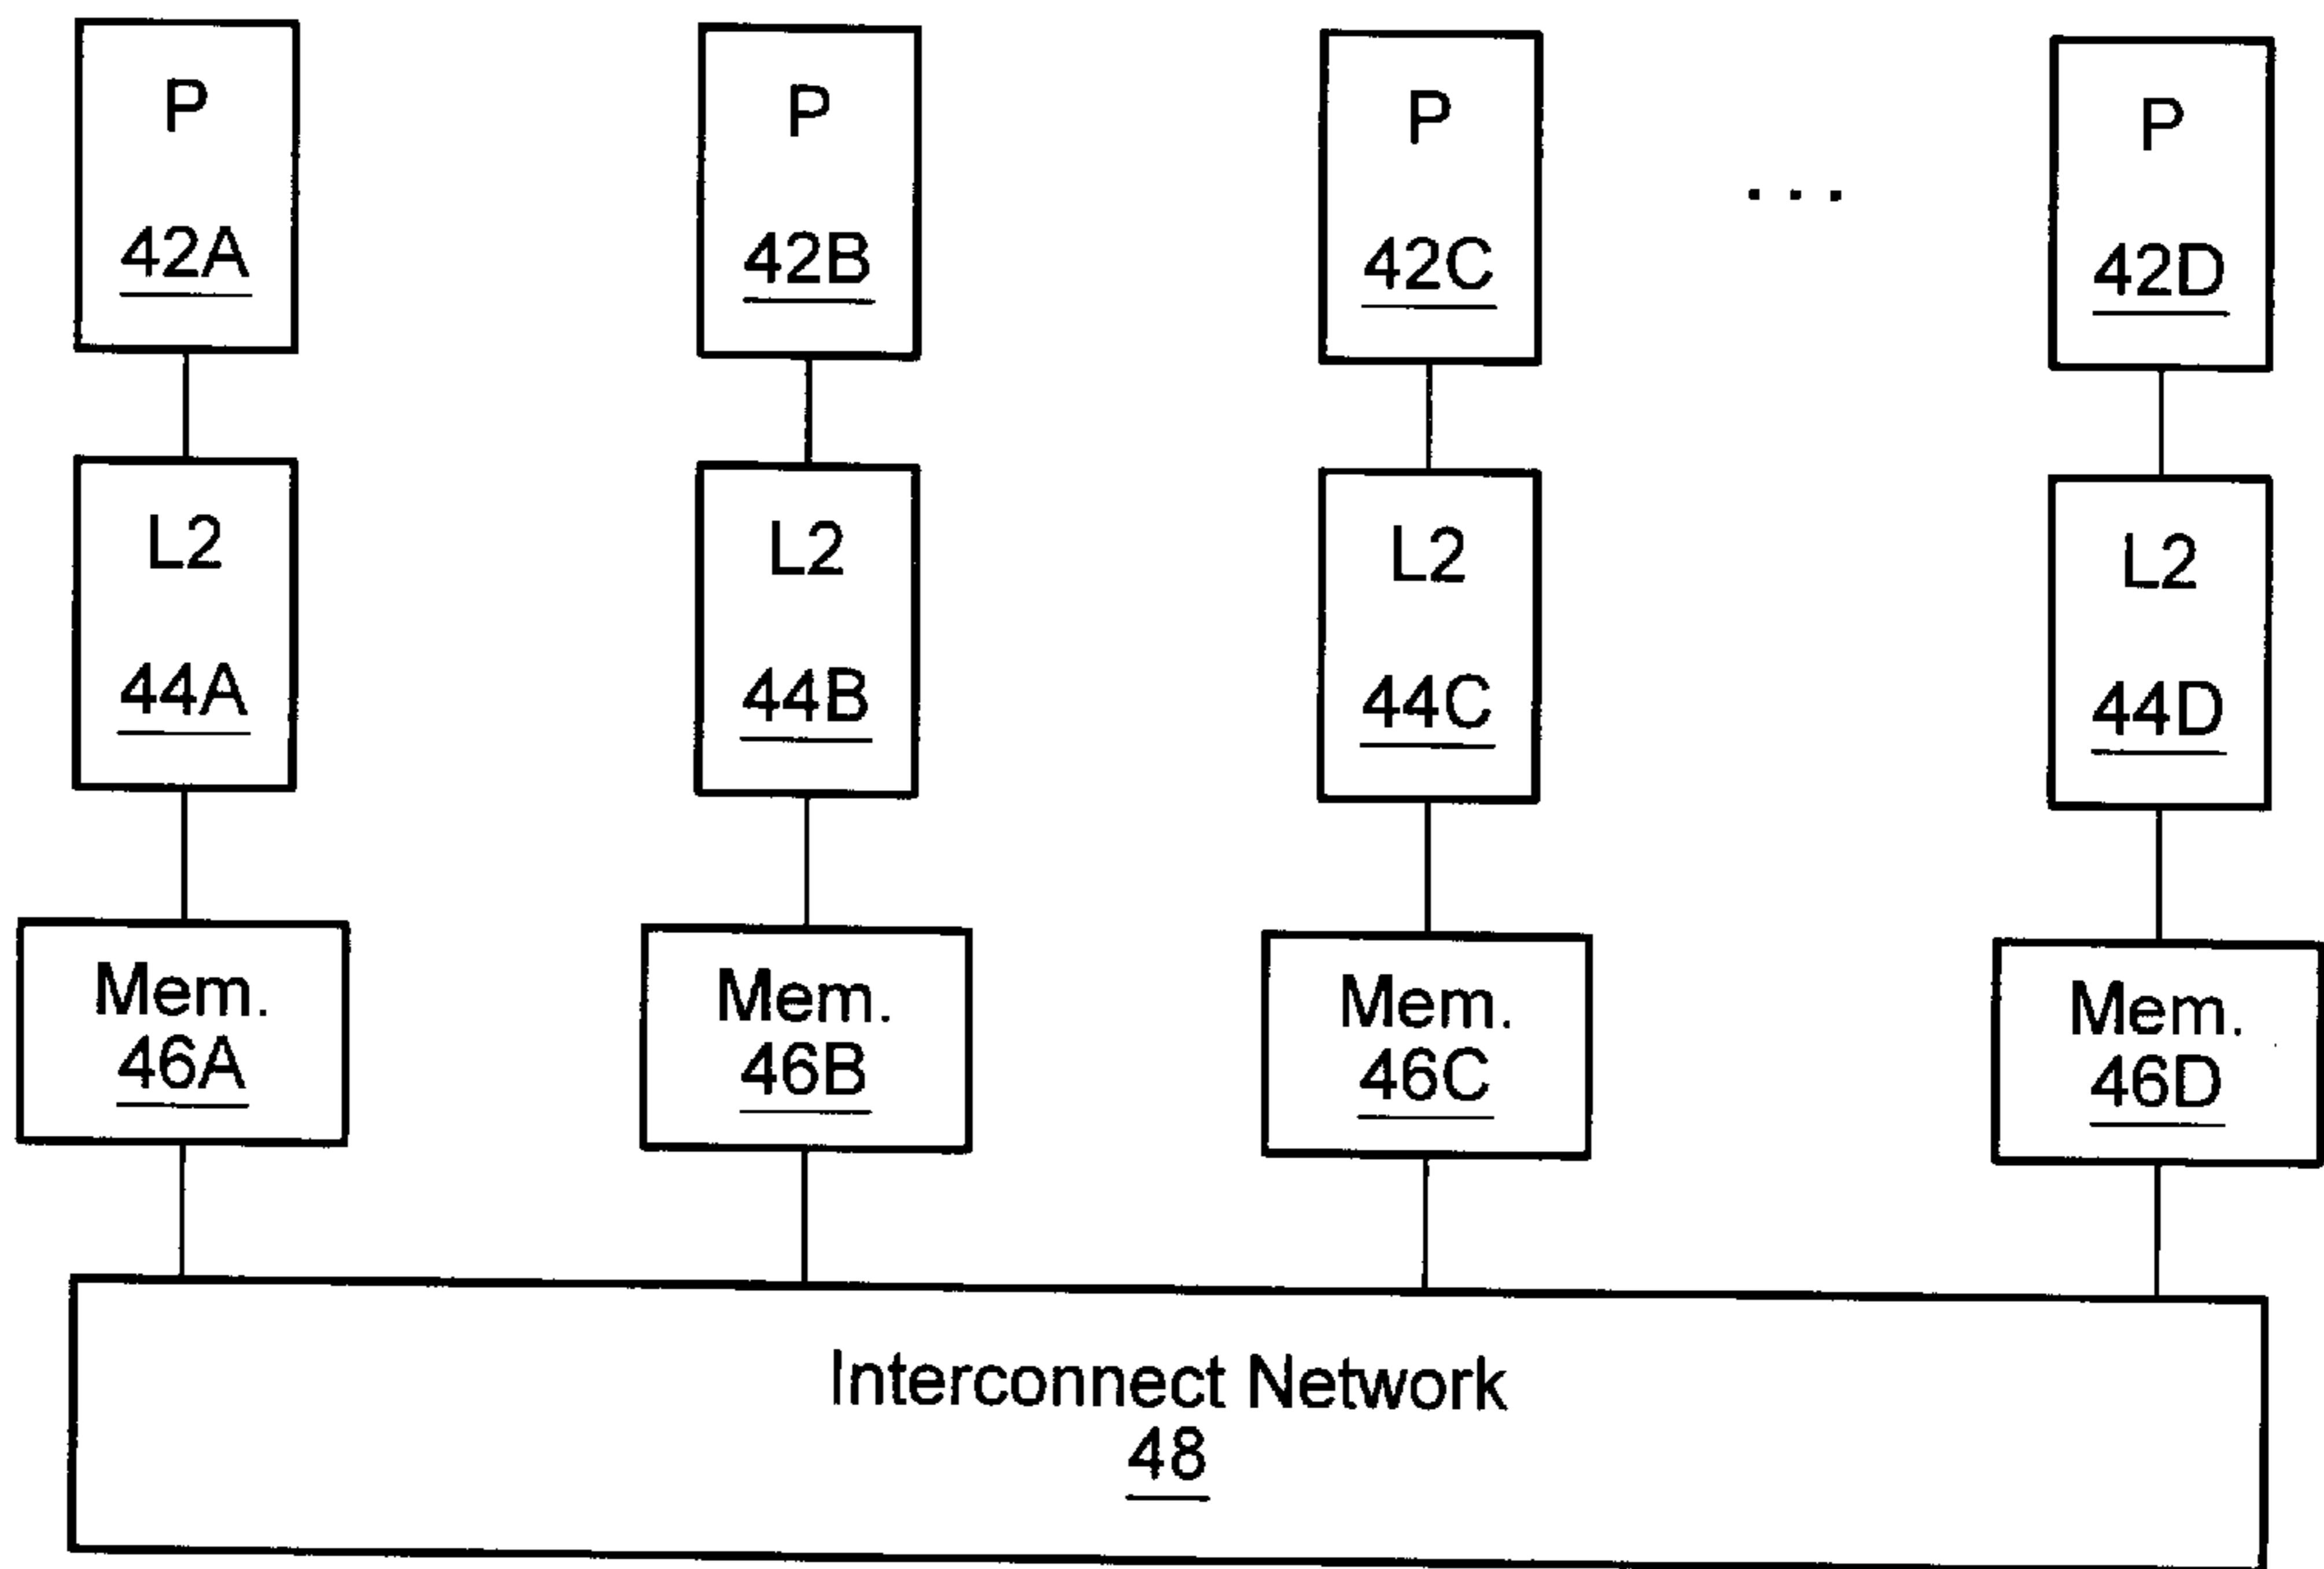 P
42A
P
42B
P
42C
. . .
P
42D
L2
44A
L2
44B
L2
44C
L2
44D
Mem.
46A
Mem.
46B
Mem.
46C
Mem.
46D
Interconnect Network
48